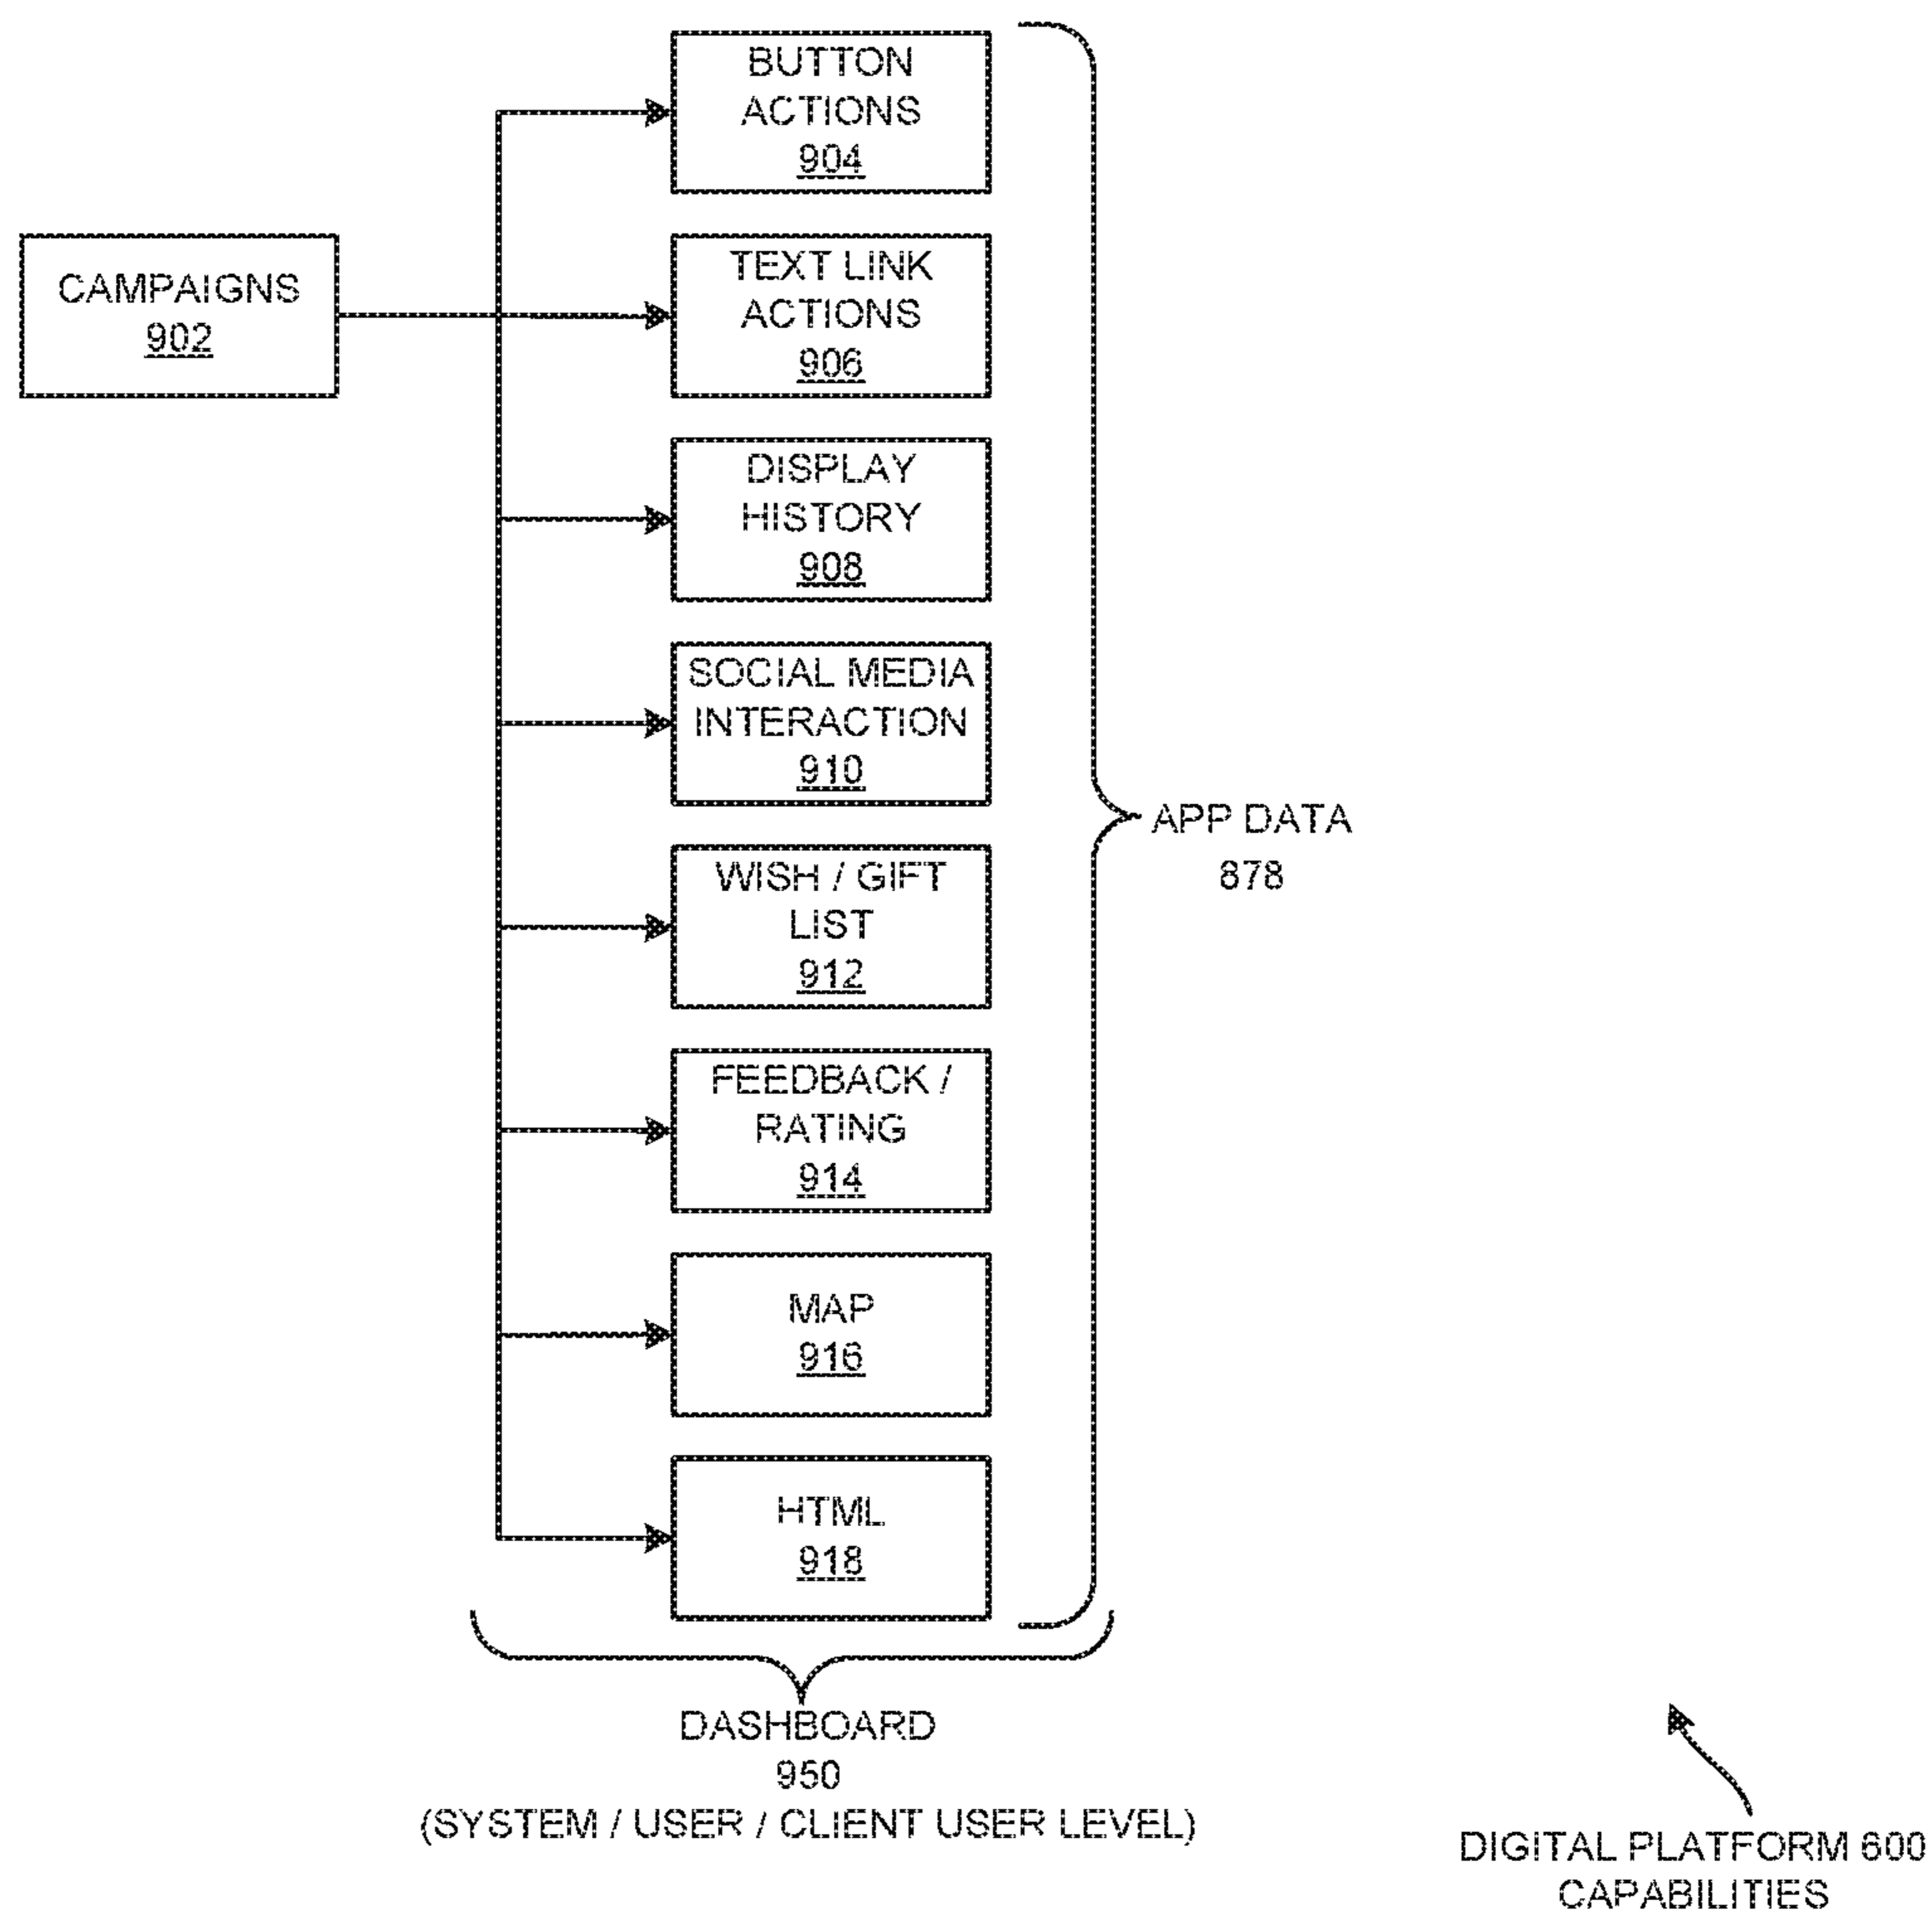 BUTTON
ACTIONS
904
CAMPAIGNS
902
TEXT LINK
ACTIONS
906
DISPLAY
HISTORY
908
SOCIAL MEDIA
INTERACTION
910
APP DATA
878
WISH / GIFT
LIST
912
FEEDBACK /
RATING
914
MAP
916
HTML
918
DASHBOARD
950
(SYSTEM / USER / CLIENT USER LEVEL)
DIGITAL PLATFORM 600
CAPABILITIES